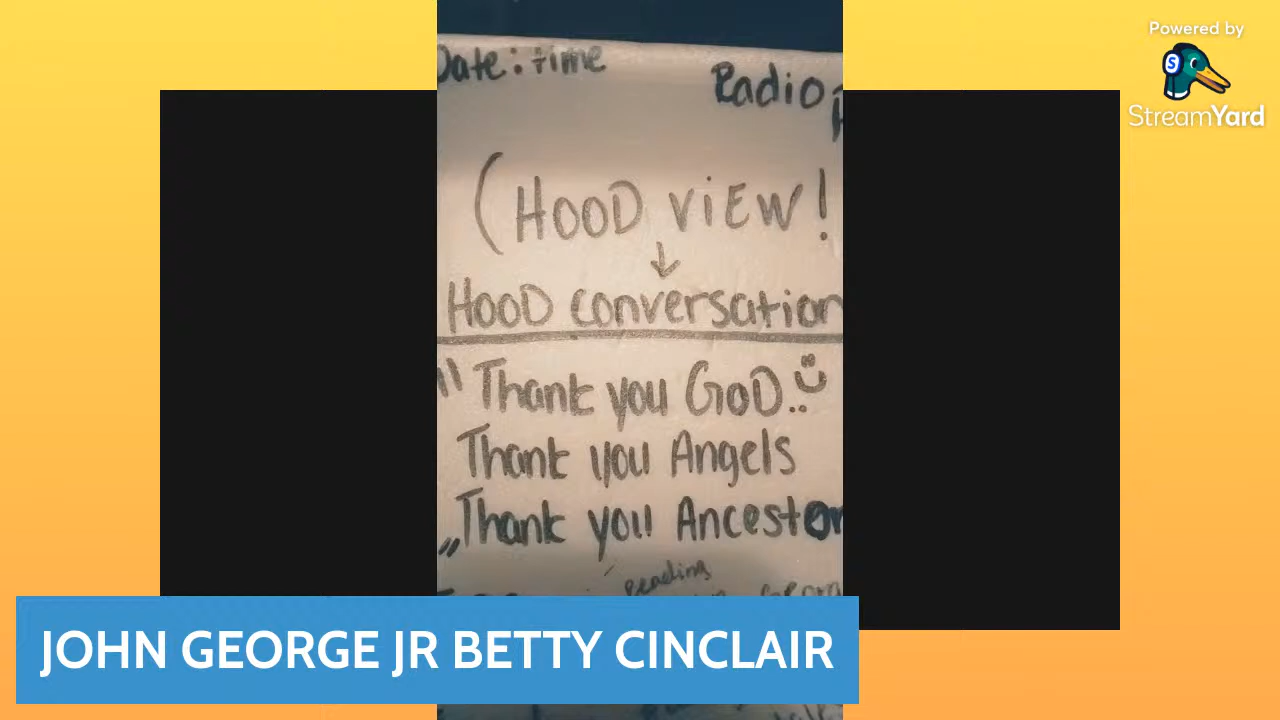 Powered by
StreamYard
Date: time
Radio
(HOOD ViEW!
HOOD conversation
"Thank you GOD..
Thank you Angels
„Thank you Ancestor
reading
JOHN GEORGE JR BETTY CINCLAIR